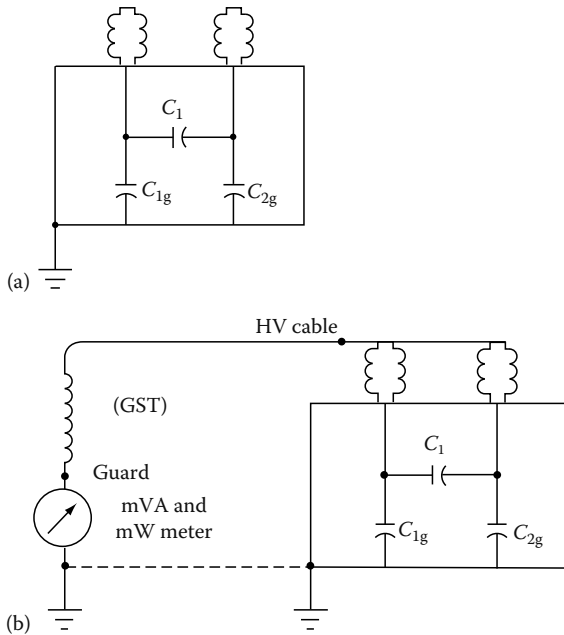 C1
C1g
C2g
(a)
HV cable
(GST)
Guard
mVA and
mW meter
C1
C1g
C2g
(b)